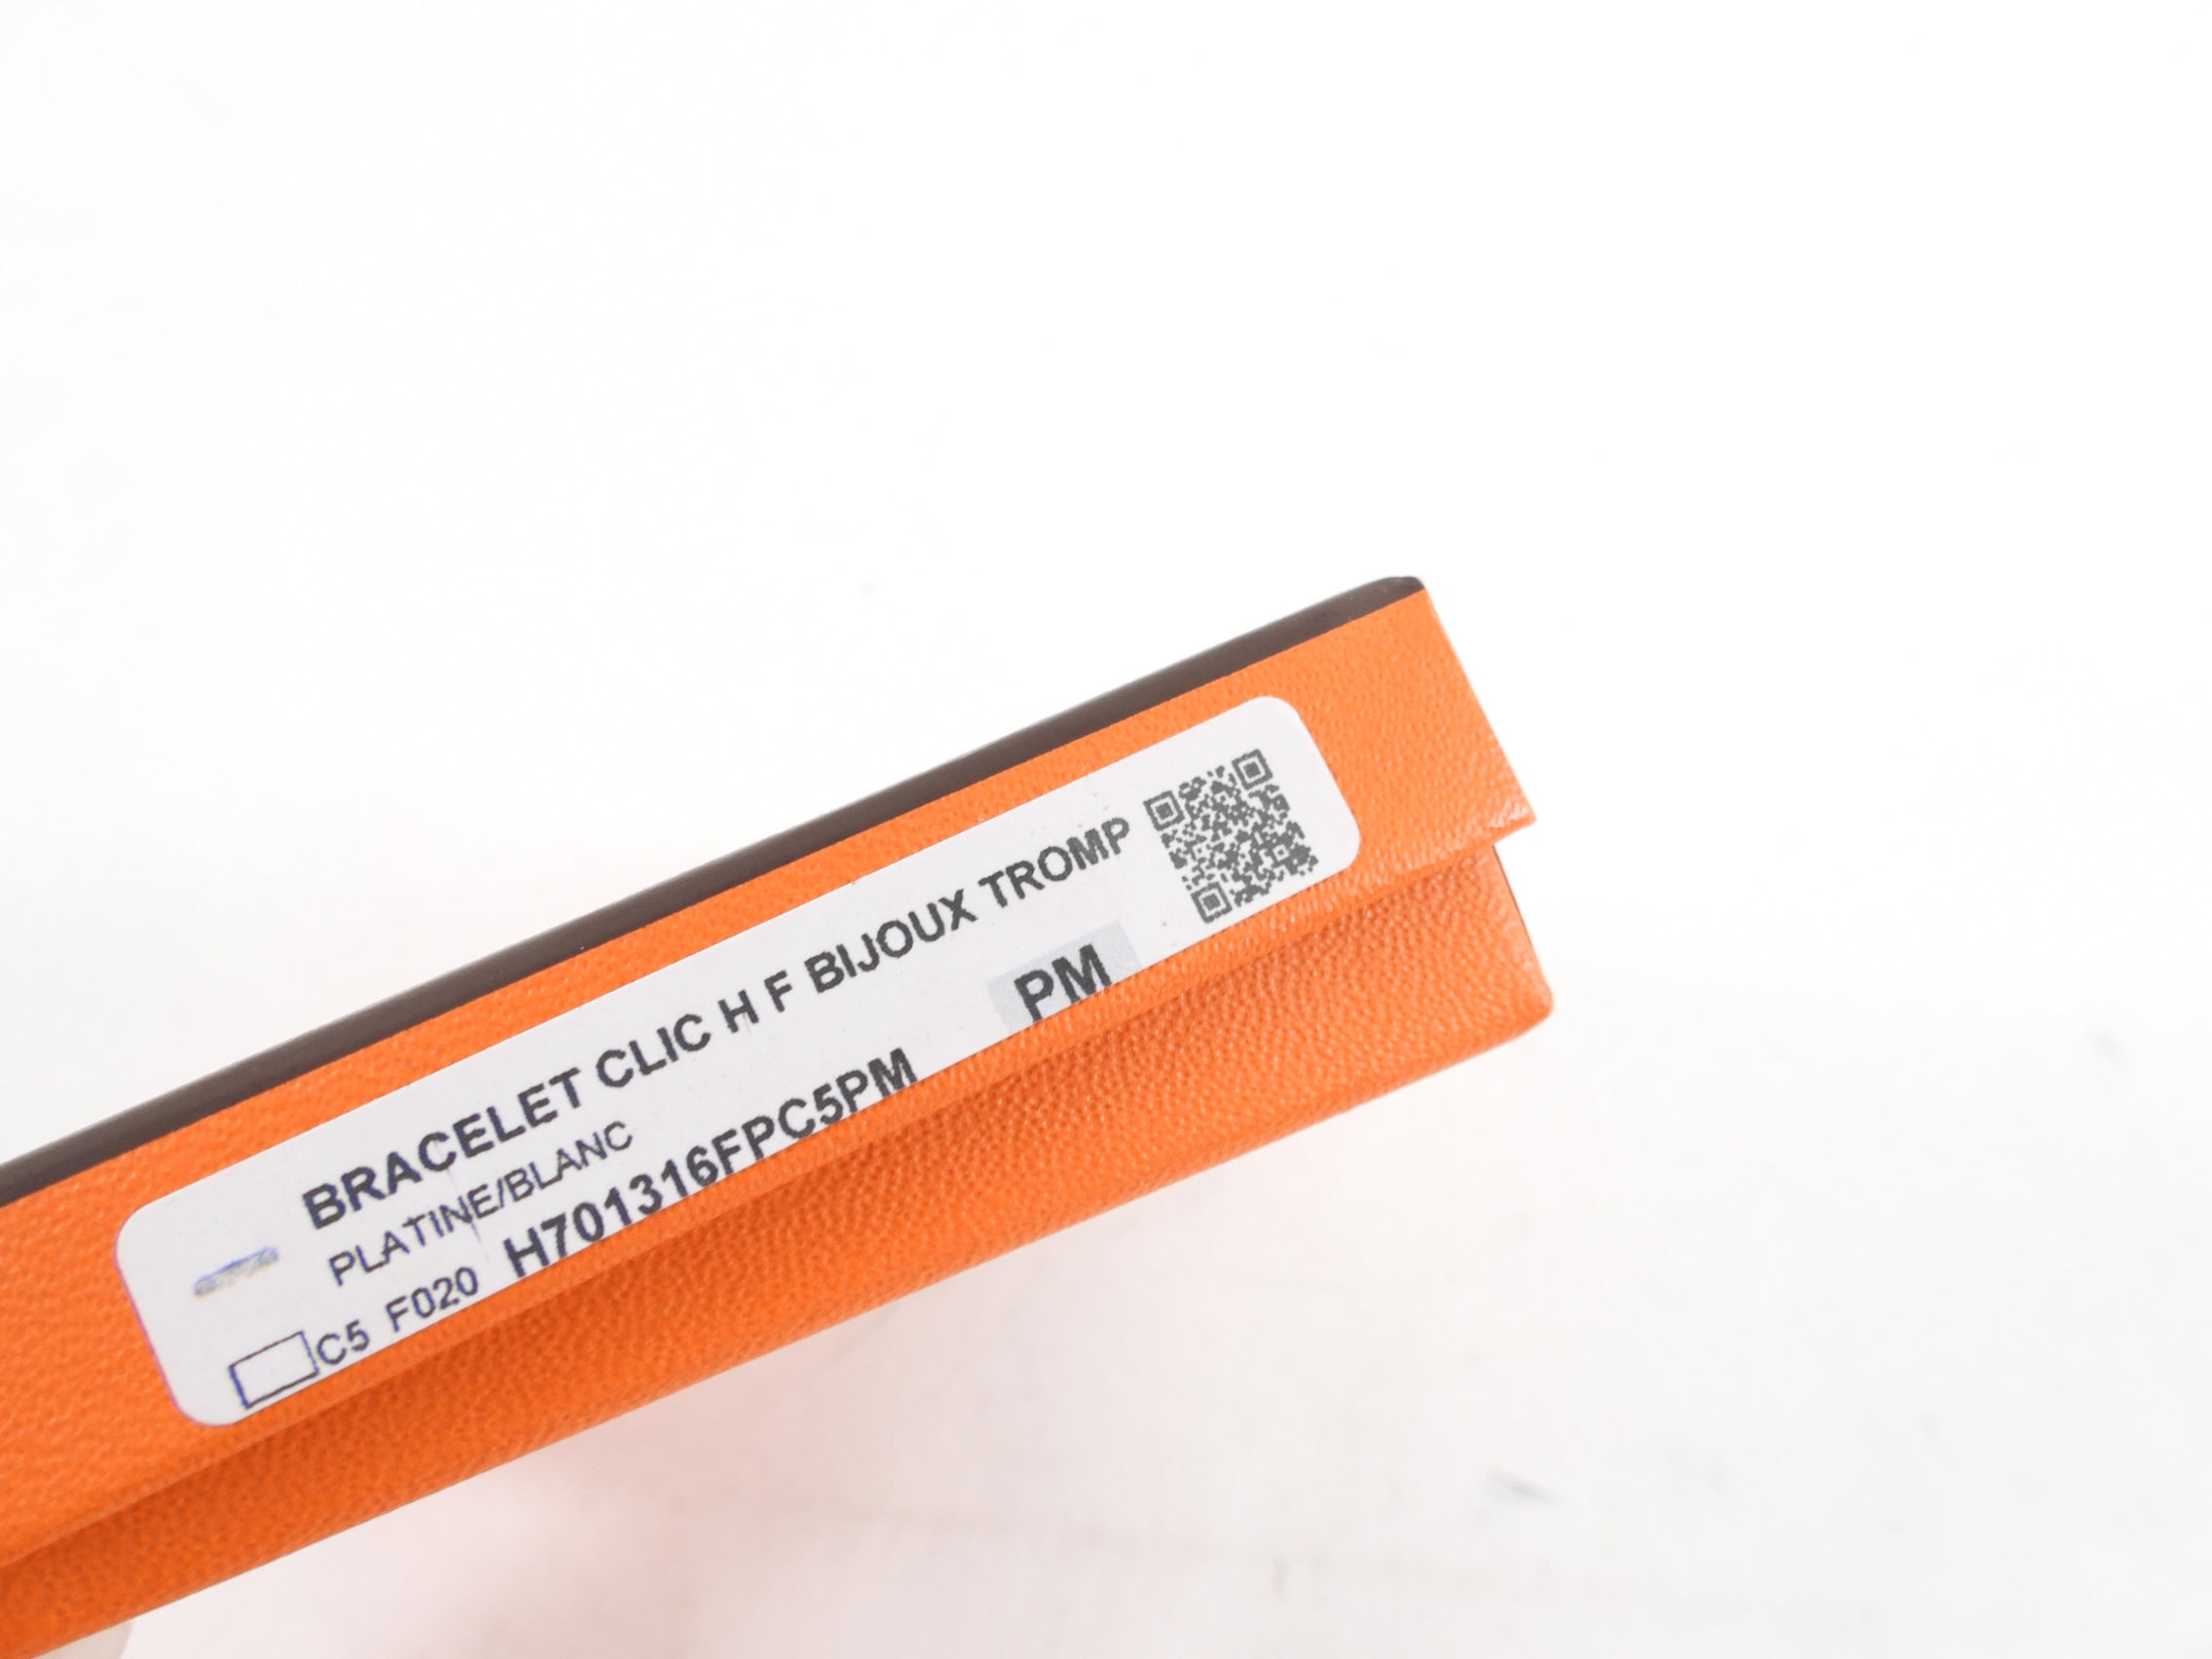 BRACELET CLIC H F BIJOUX TROMP
PLATINE/BLANC
PM
C5 F020 H701316FPC5PM